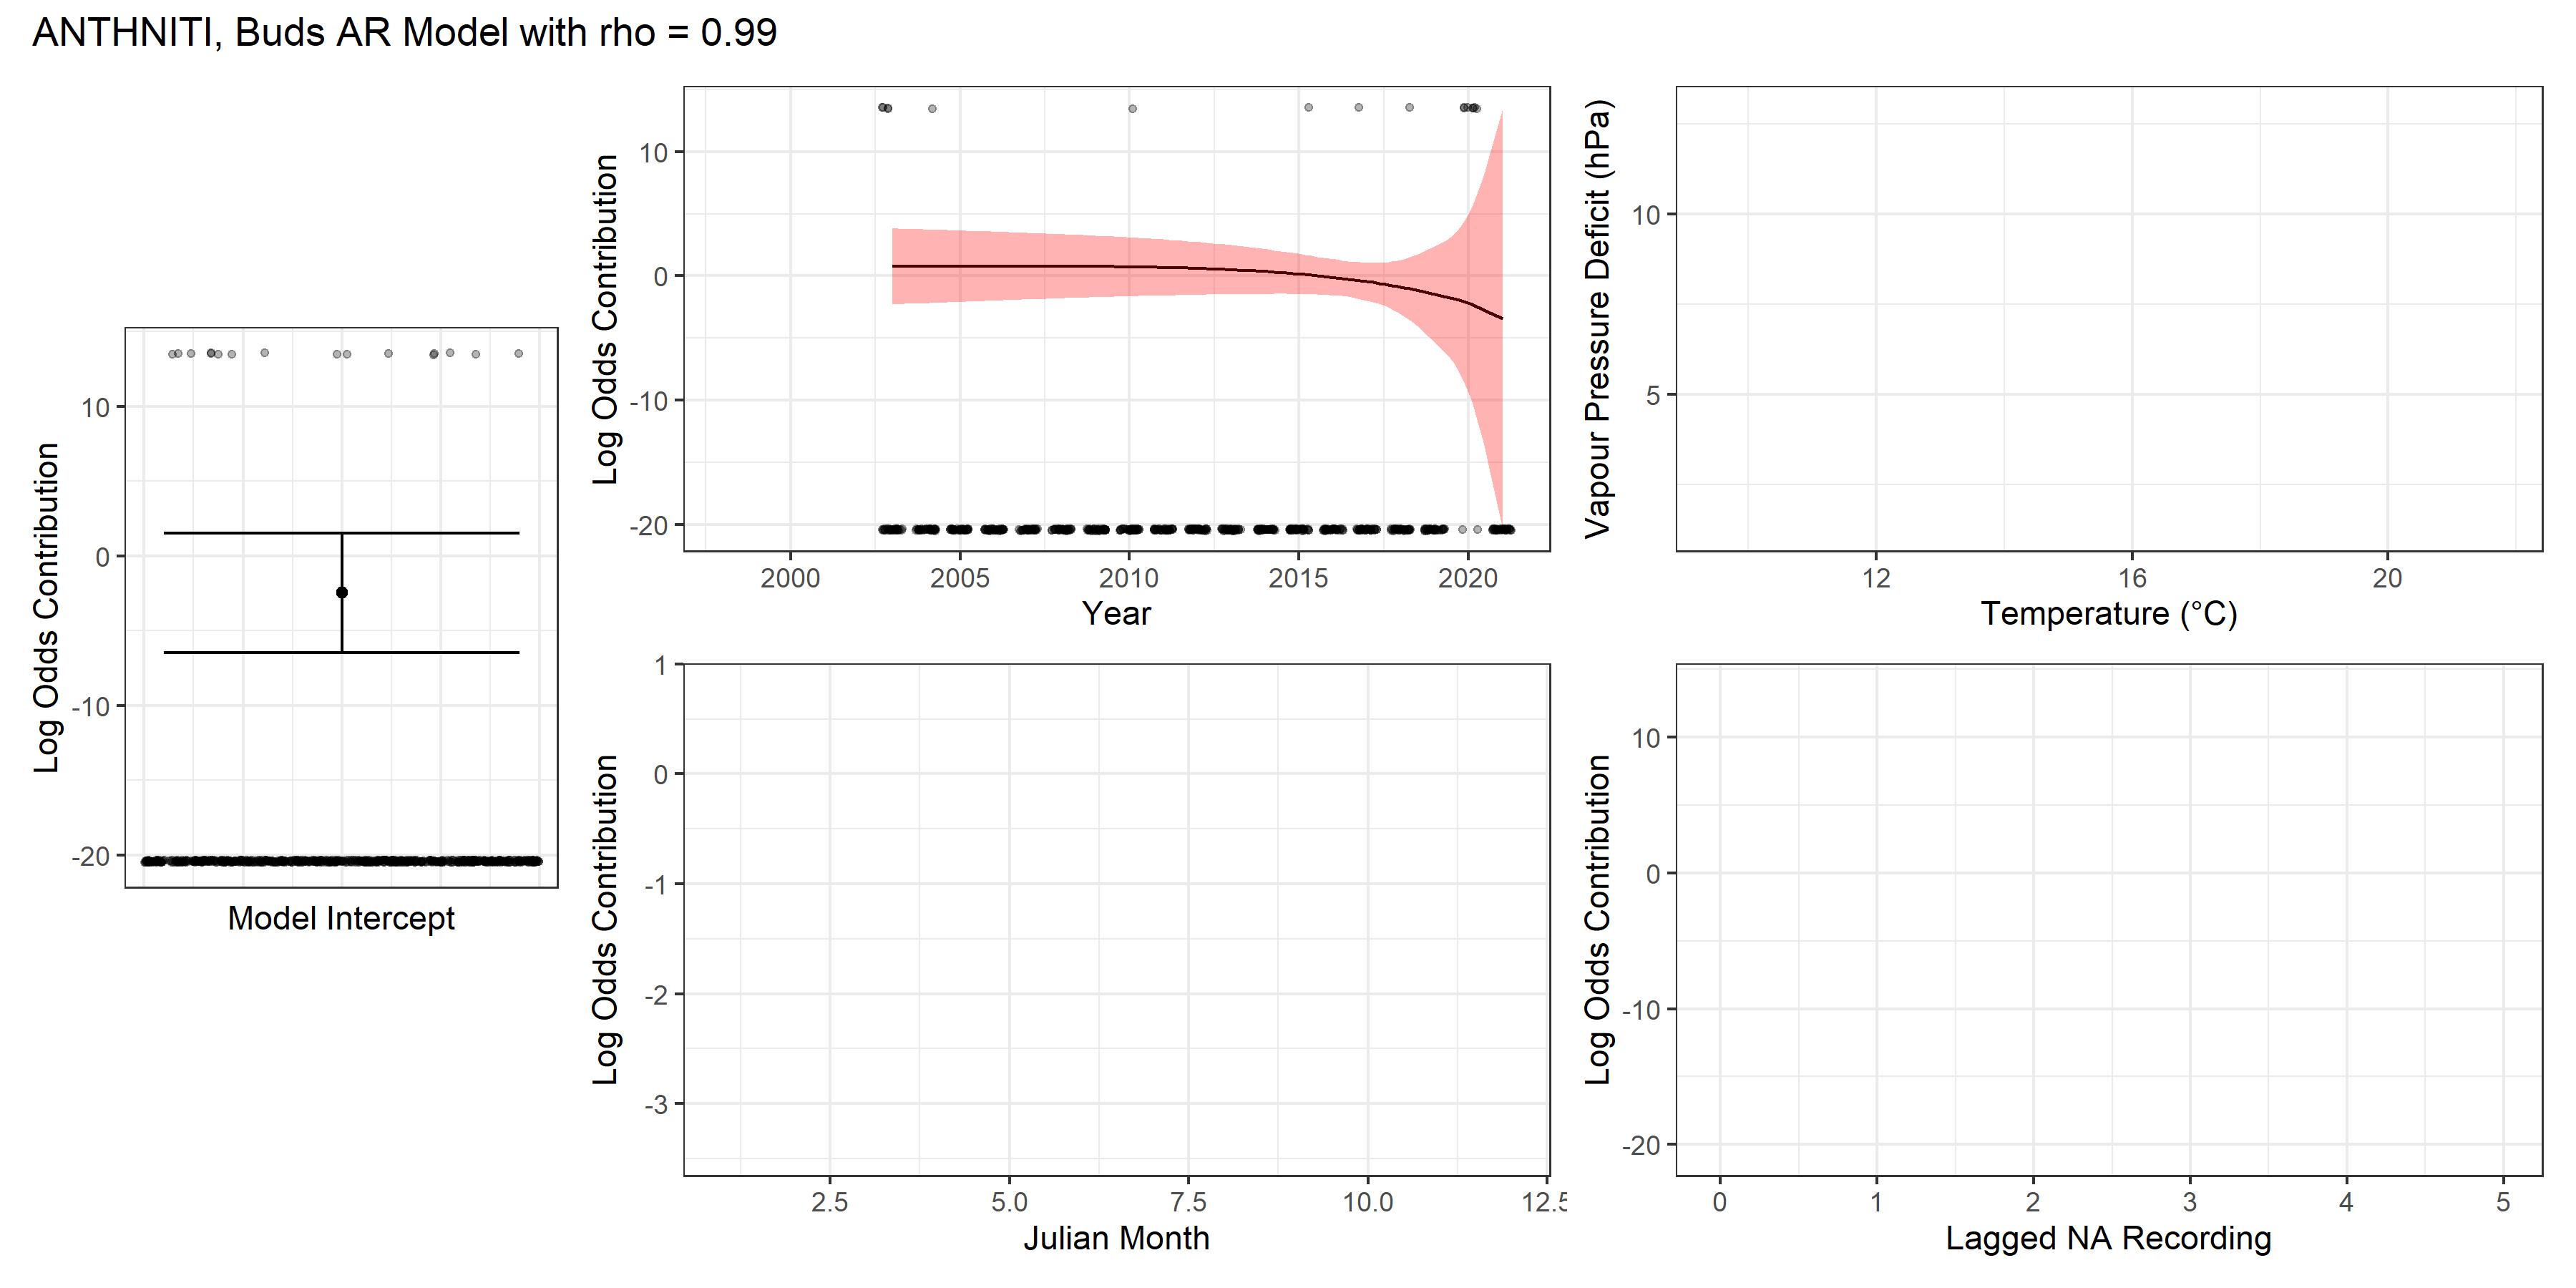 ANTHNITI, Buds AR Model with rho = 0.99
Log Odds Contribution
10
0
-10
-20
Model Intercept
Log Odds Contribution
10
0
-10
-20
2000 2005 2010 2015 2020
Year
Vapour Pressure Deficit (hPa)
10
5
12 16 20
Temperature (°C)
Log Odds Contribution
1
0
-1
-2
-3
2.5 5.0 7.5 10.0 12.5
Julian Month
Log Odds Contribution
10
0
-10
-20
0 1 2 3 4 5
Lagged NA Recording